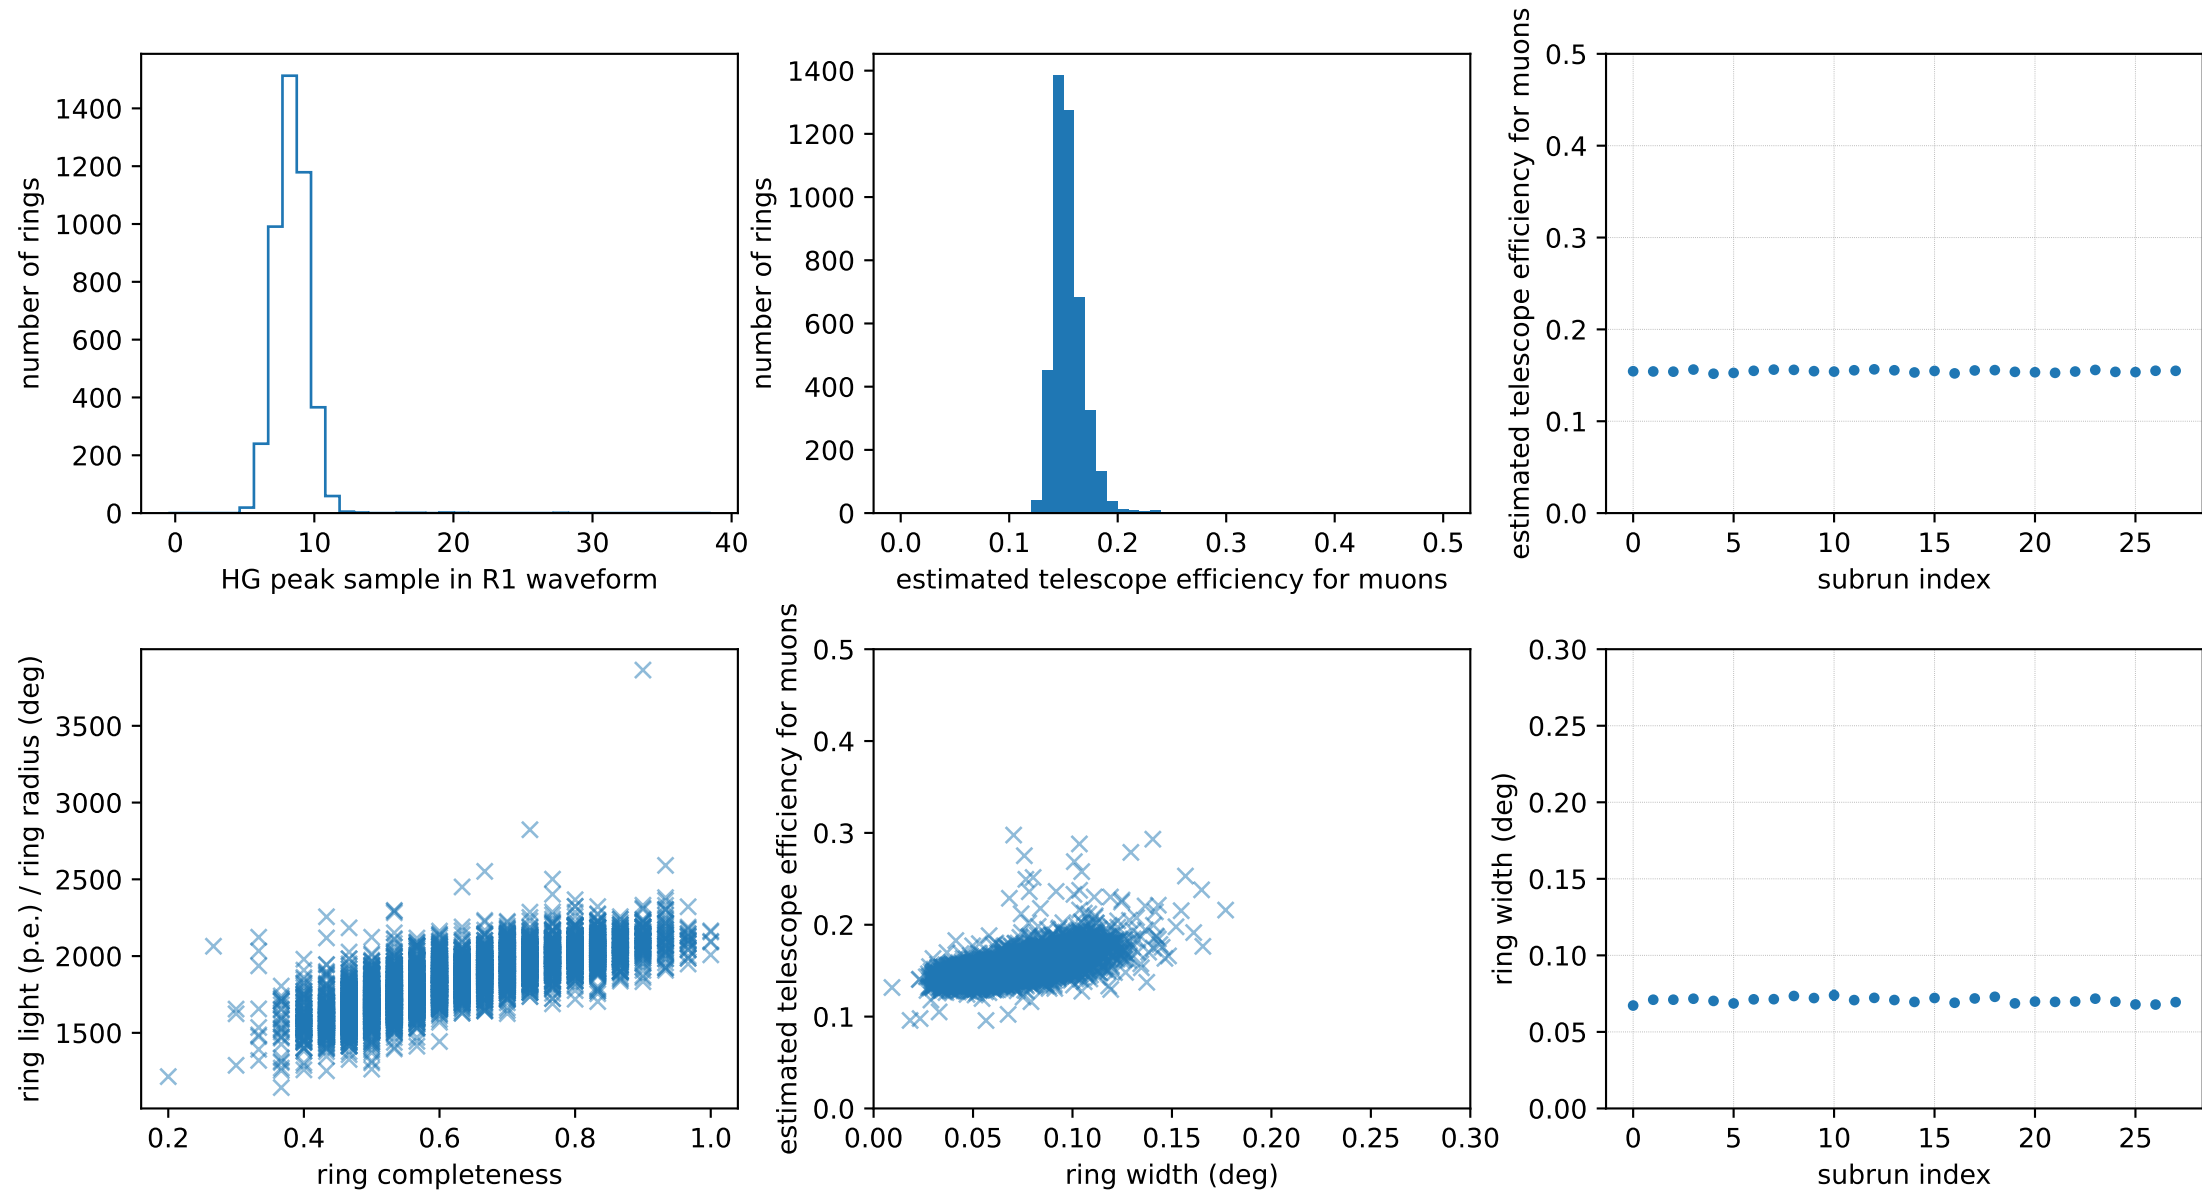 number of rings
1400
1200
1000
800
600
400
200
0
0 10 20 30 40
HG peak sample in R1 waveform
number of rings
1400
1200
1000
800
600
400
200
0
0.0 0.1 0.2 0.3 0.4 0.5
estimated telescope efficiency for muons
estimated telescope efficiency for muons
0.5
0.4
0.3
0.2
0.1
0.0
0 5 10 15 20 25
subrun index
ring light (p.e.) / ring radius (deg)
3500
3000
2500
2000
1500
0.2 0.4 0.6 0.8 1.0
ring completeness
estimated telescope efficiency for muons
0.5
0.4
0.3
0.2
0.1
0.0
0.00 0.05 0.10 0.15 0.20 0.25 0.30
ring width (deg)
ring width (deg)
0.30
0.25
0.20
0.15
0.10
0.05
0.00
0 5 10 15 20 25
subrun index